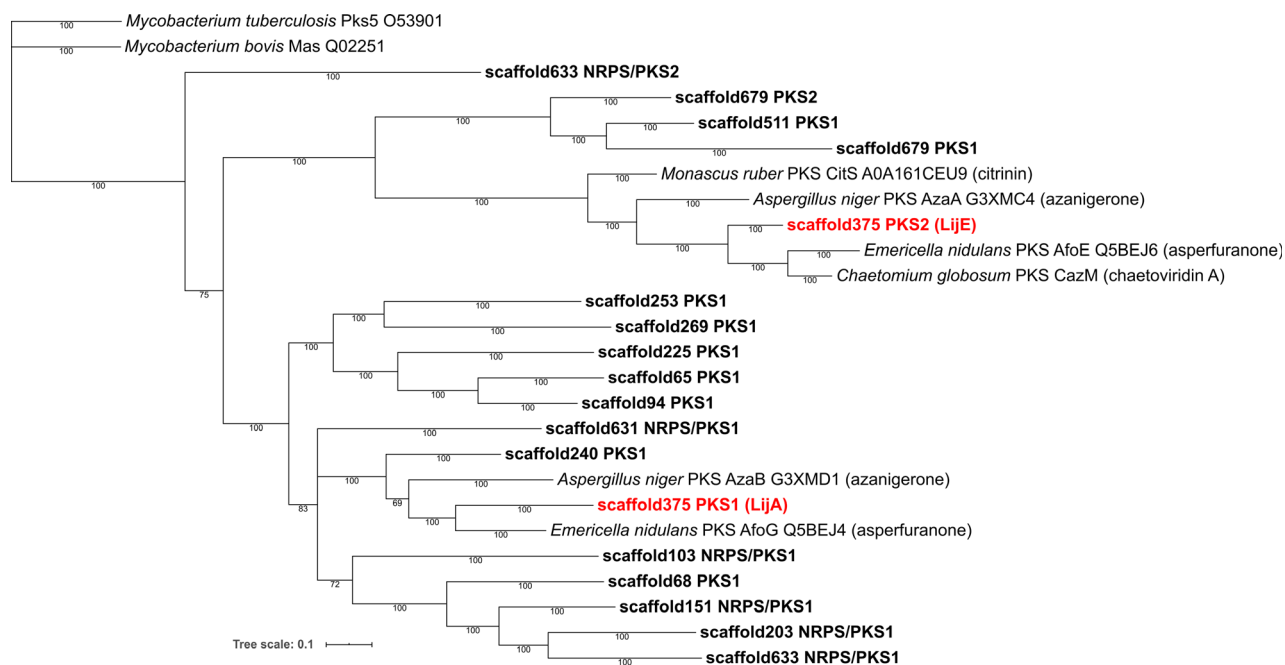 Mycobacterium tuberculosis Pks5 O53901
100
Mycobacterium bovis Mas Q02251
100
scaffold633 NRPS/PKS2
100
scaffold679 PKS2
100
100
scaffold511 PKS1
100
100
scaffold679 PKS1
100
100
Monascus ruber PKS CitS A0A161CEU9 (citrinin)
100
100
Aspergillus niger PKS AzaA G3XMC4 (azanigerone)
100
100
scaffold375 PKS2 (LijE)
100
100
Emericella nidulans PKS AfoE Q5BEJ6 (asperfuranone)
100
100
Chaetomium globosum PKS CazM (chaetoviridin A)
100
100
75
scaffold253 PKS1
100
100
scaffold269 PKS1
100
100
scaffold225 PKS1
100
100
scaffold65 PKS1
100
100
scaffold94 PKS1
100
100
scaffold631 NRPS/PKS1
100
scaffold240 PKS1
100
100
Aspergillus niger PKS AzaB G3XMD1 (azanigerone)
100
69
scaffold375 PKS1 (LijA)
100
83
100
Emericella nidulans PKS AfoG Q5BEJ4 (asperfuranone)
100
scaffold103 NRPS/PKS1
100
72
scaffold68 PKS1
100
100
scaffold151 NRPS/PKS1
100
100
scaffold203 NRPS/PKS1
100
100
scaffold633 NRPS/PKS1
100
Tree scale: 0.1